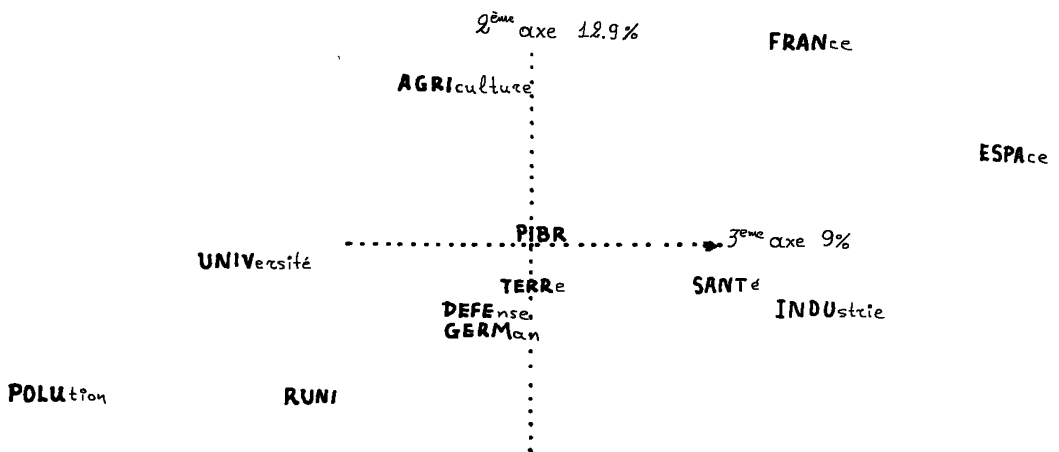 2ème axe 12.9%
FRANce
AGRIculture
ESPAce
PIBR
3eme axe 9%
UNIVersité
TERRe
SANTé
DEFEnse
INDUstrie
GERMan
POLUtion
RUNI